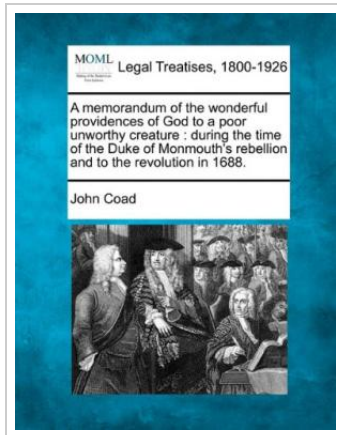 MOML
Legal Treatises, 1800-1926
A memorandum of the wonderful
providences of God to a poor
unworthy creature : during the time
of the Duke of Monmouth's rebellion
and to the revolution in 1688.
John Coad